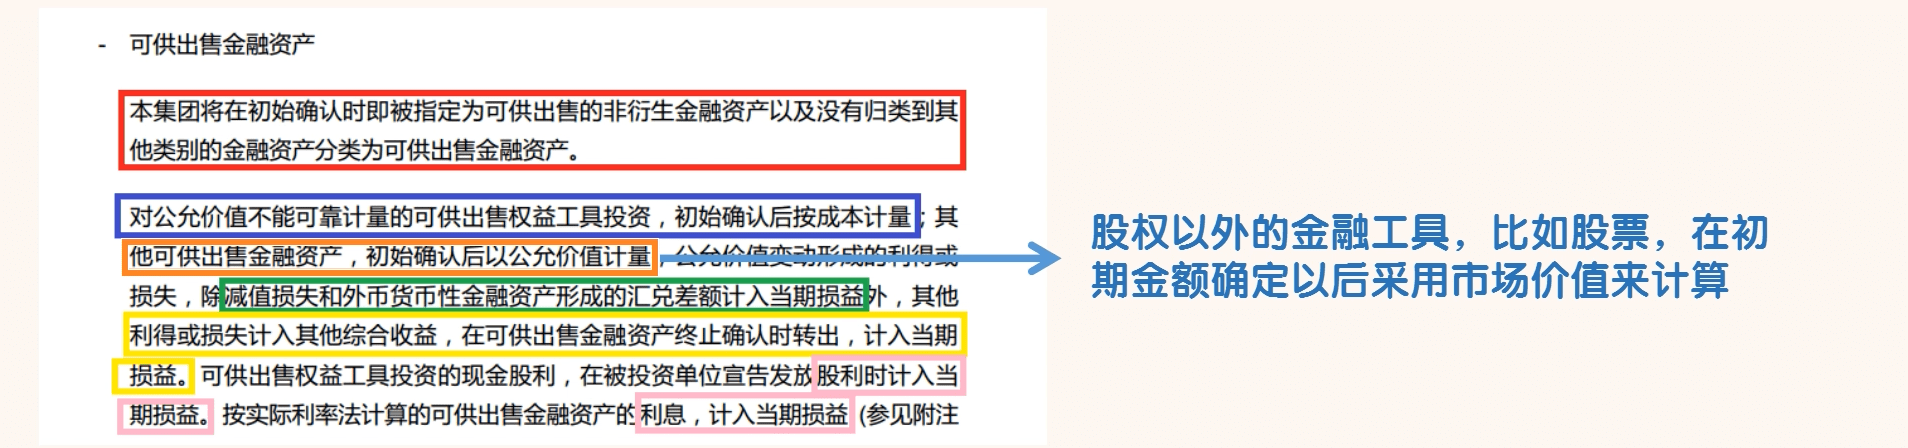 - 可供出售金融资产
本集团将在初始确认时即被指定为可供出售的非衍生金融资产以及没有归类到其
他类别的金融资产分类为可供出售金融资产。
对公允价值不能可靠计量的可供出售权益工具投资，初始确认后按成本计量；其
他可供出售金融资产，初始确认后以公允价值计量，公允价值变动形成的利得或
损失，除减值损失和外币货币性金融资产形成的汇兑差额计入当期损益外，其他
利得或损失计入其他综合收益，在可供出售金融资产终止确认时转出，计入当期
损益。可供出售权益工具投资的现金股利，在被投资单位宣告发放股利时计入当
期损益。按实际利率法计算的可供出售金融资产的利息，计入当期损益 (参见附注
股权以外的金融工具，比如股票，在初
期金额确定以后采用市场价值来计算